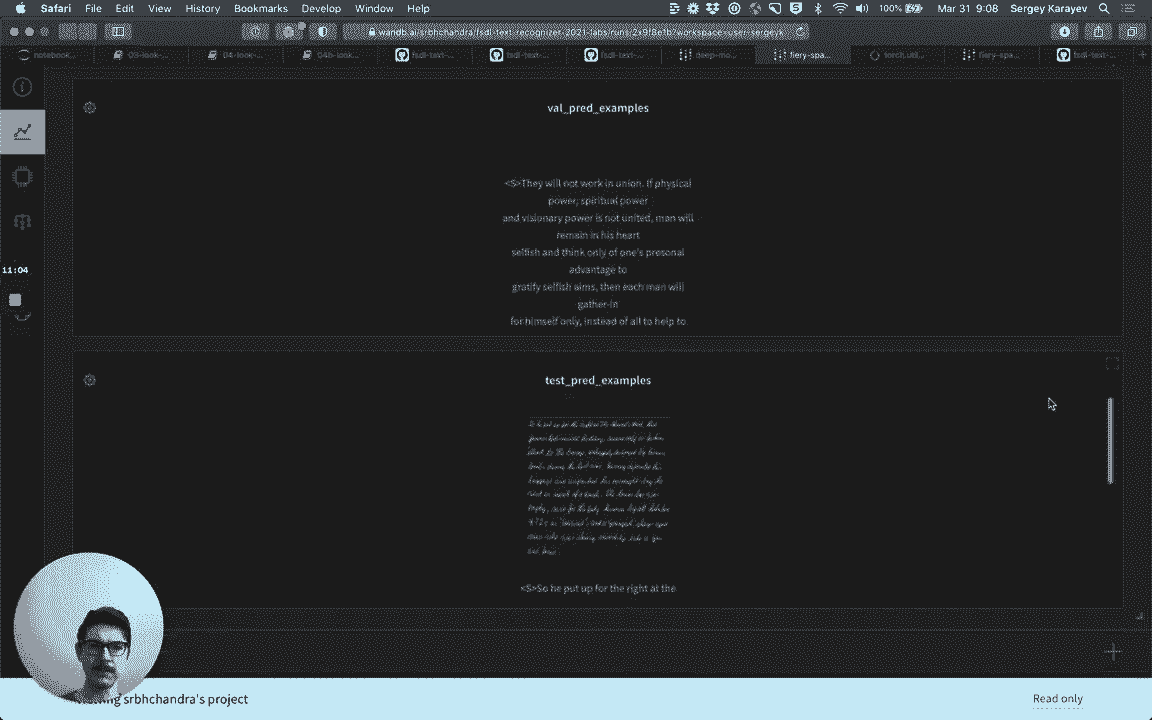 Safari File Edit View History Bookmarks Develop Window Help 100% Mar 31 9:08 Sergey Karayev
wandb.ai/srbhchandra/fsdl-text-recognizer-2021-labs/runs/2x9f8e1b?workspace=user-sergeyk
notebook... 03-look-... 04-look-... 04b-look... fsdl-text-... fsdl-text-... fsdl-text-... deep-mo... fiery-spa... torch.util... fiery-spa... fsdl-text-...
val_pred_examples
<S>They will not work in union. If physical
power, spiritual power
and visionary power is not united, man will
remain in his heart
selfish and think only of one's presonal
advantage to
gratify selfish aims, then each man will
gather-in
for himself only, instead of all to help to
11:04
test_pred_examples
<S>So he put up for the right at the
srbhchandra's project
Read only